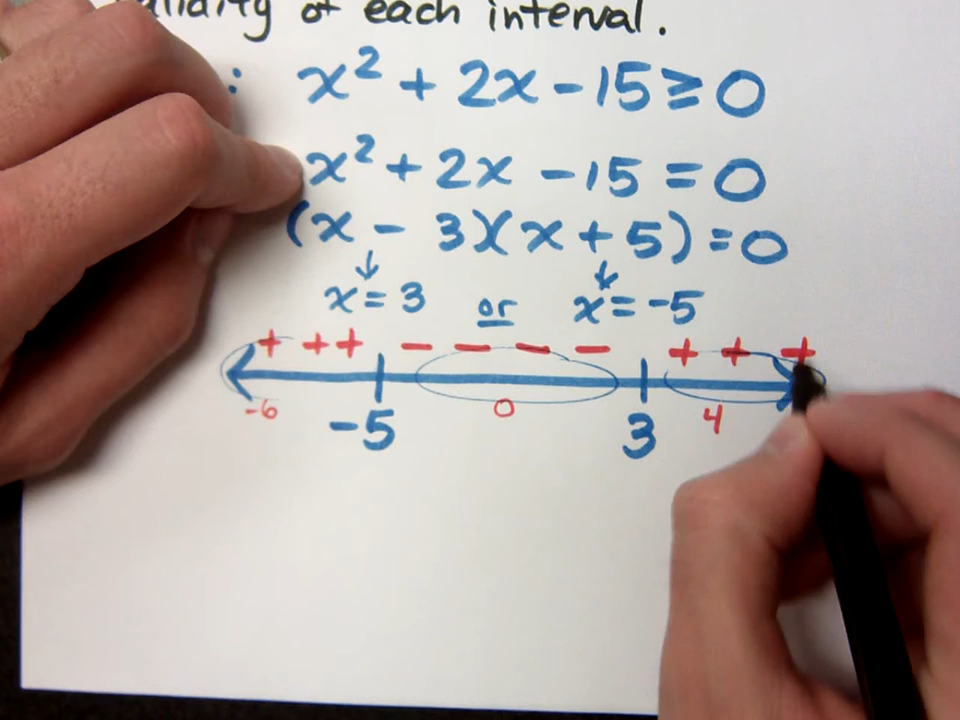 of each interval.
: x² + 2x - 15 ≥ 0
x² + 2x - 15 = 0
(x - 3)(x + 5) = 0
↓ ↓
x = 3 or x = -5
+ + + - - - - + + +
-6 0 4
-5 3